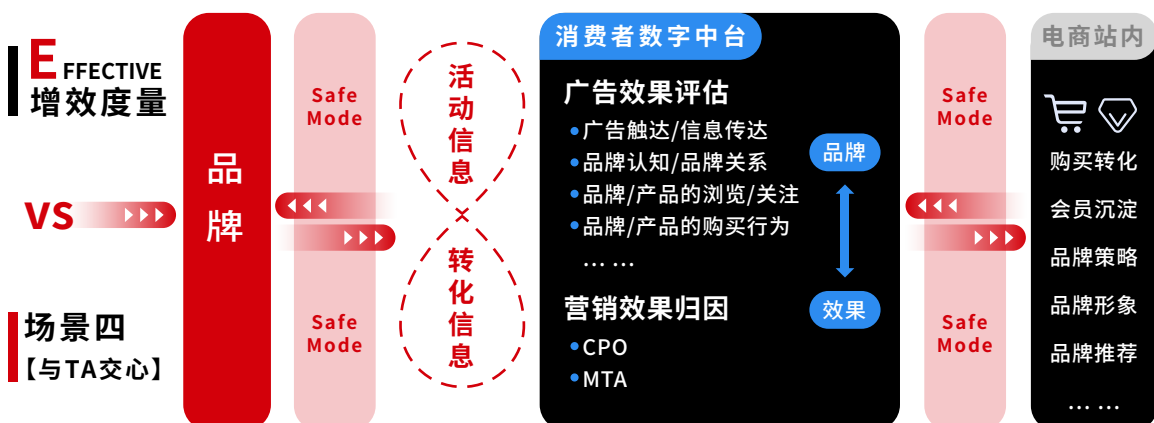 EFFECTIVE
增效度量
VS
场景四
【与TA交心】
品牌
Safe
Mode
Safe
Mode
活动信息
转化信息
消费者数字中台
广告效果评估
广告触达/信息传达
品牌认知/品牌关系
品牌/产品的浏览/关注
品牌/产品的购买行为
... ...
品牌
效果
营销效果归因
CPO
MTA
Safe
Mode
Safe
Mode
电商站内
购买转化
会员沉淀
品牌策略
品牌形象
品牌推荐
... ...